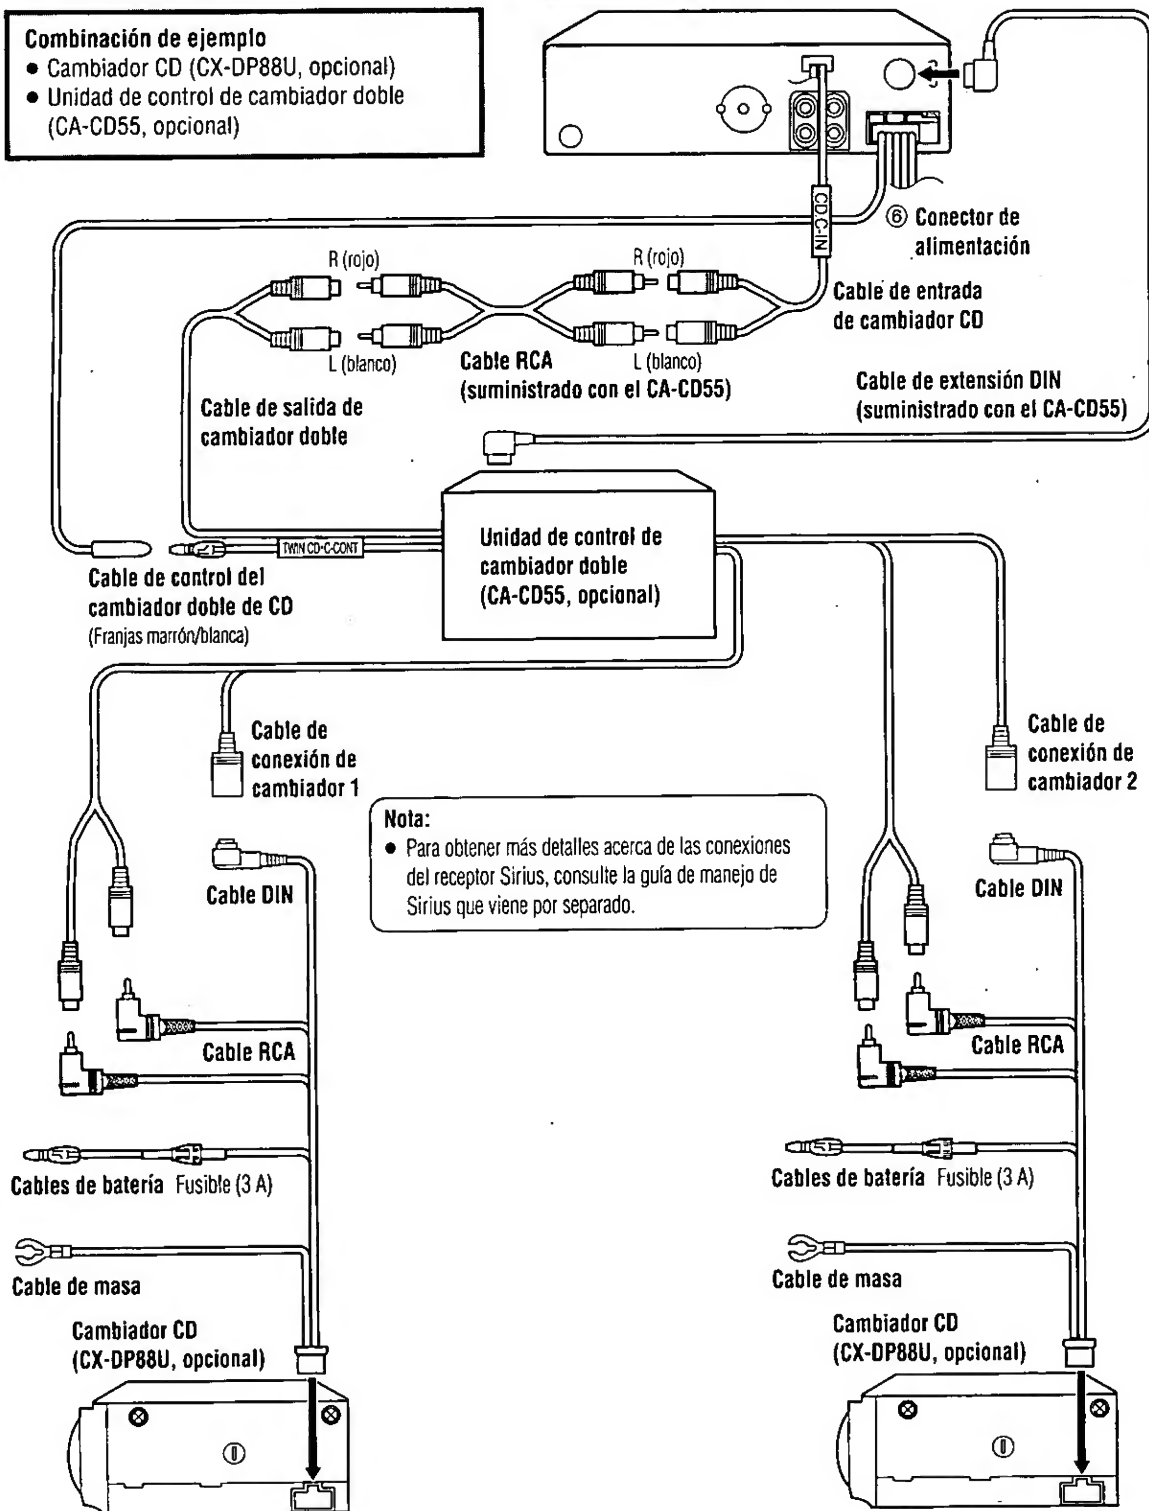 Combinación de ejemplo
● Cambiador CD (CX-DP88U, opcional)
● Unidad de control de cambiador doble
(CA-CD55, opcional)
CD·C-IN
⑥ Conector de
alimentación
R (rojo)
R (rojo)
Cable de entrada
de cambiador CD
L (blanco)
Cable RCA
(suministrado con el CA-CD55)
L (blanco)
Cable de extensión DIN
(suministrado con el CA-CD55)
Cable de salida de
cambiador doble
Unidad de control de
cambiador doble
(CA-CD55, opcional)
TWIN CD·C-CONT
Cable de control del
cambiador doble de CD
(Franjas marrón/blanca)
Cable de
conexión de
cambiador 1
Cable de
conexión de
cambiador 2
Nota:
● Para obtener más detalles acerca de las conexiones
del receptor Sirius, consulte la guía de manejo de
Sirius que viene por separado.
Cable DIN
Cable DIN
Cable RCA
Cable RCA
Cables de batería Fusible (3 A)
Cables de batería Fusible (3 A)
Cable de masa
Cable de masa
Cambiador CD
(CX-DP88U, opcional)
Cambiador CD
(CX-DP88U, opcional)